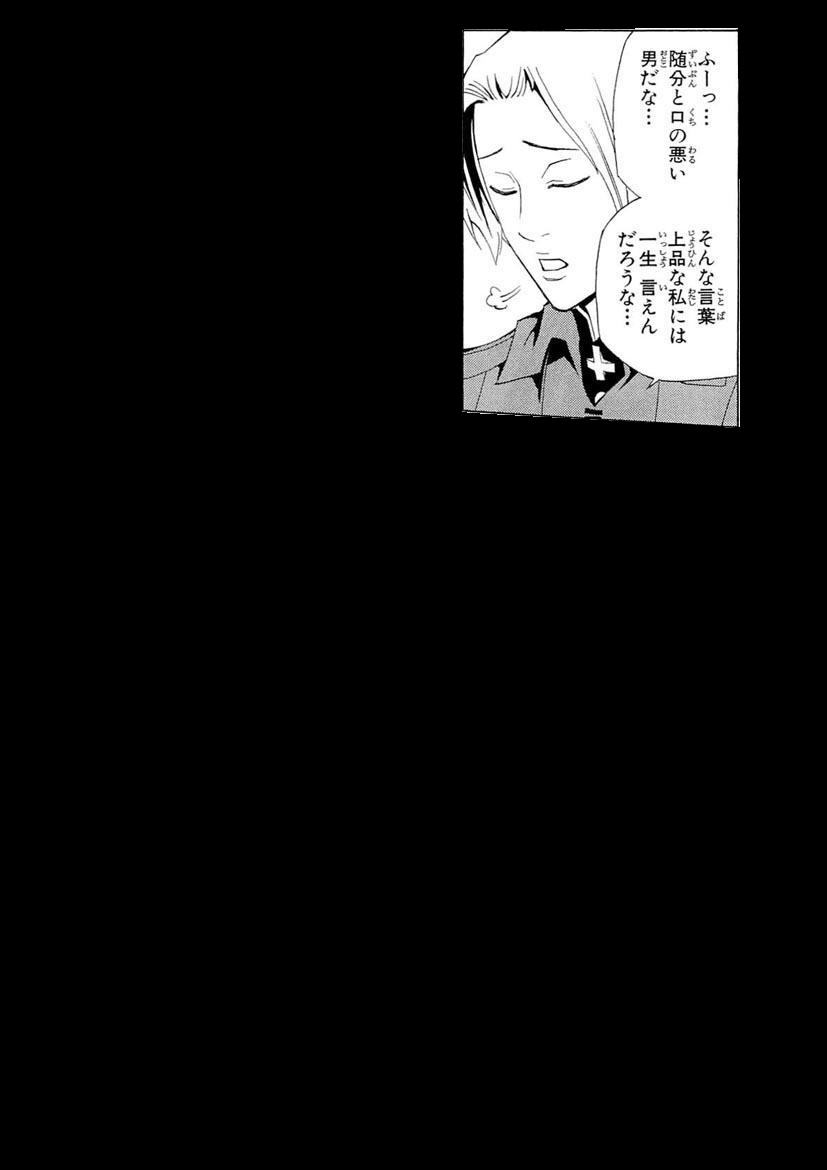 ふーっ…
随分と口の悪い
男だな…
そんな言葉
上品な私には
一生 言えん
だろうな…